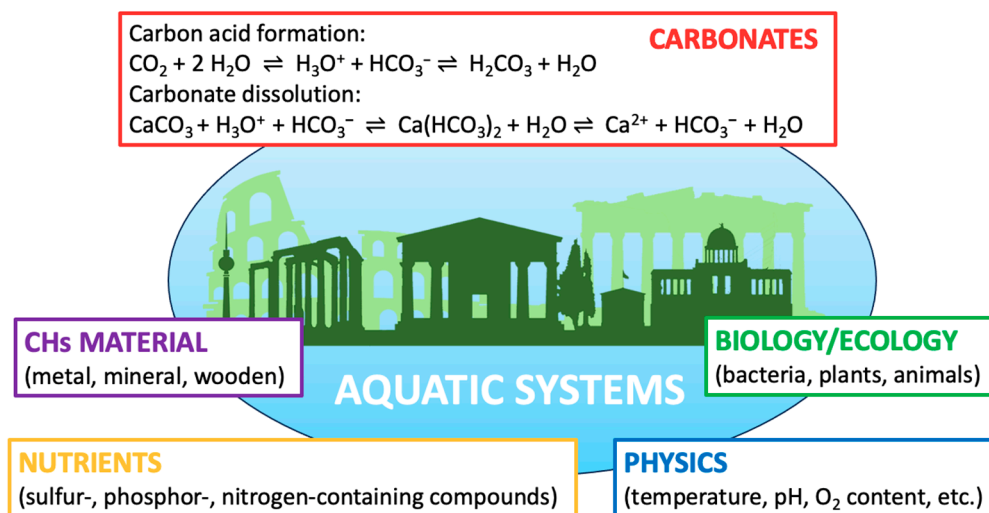 Carbon acid formation:
CARBONATES
CO₂ + 2 H₂O ⇌ H₃O⁺ + HCO₃⁻ ⇌ H₂CO₃ + H₂O
Carbonate dissolution:
CaCO₃ + H₃O⁺ + HCO₃⁻ ⇌ Ca(HCO₃)₂ + H₂O ⇌ Ca²⁺ + HCO₃⁻ + H₂O
CHs MATERIAL
(metal, mineral, wooden)
BIOLOGY/ECOLOGY
(bacteria, plants, animals)
AQUATIC SYSTEMS
NUTRIENTS
(sulfur-, phosphor-, nitrogen-containing compounds)
PHYSICS
(temperature, pH, O₂ content, etc.)